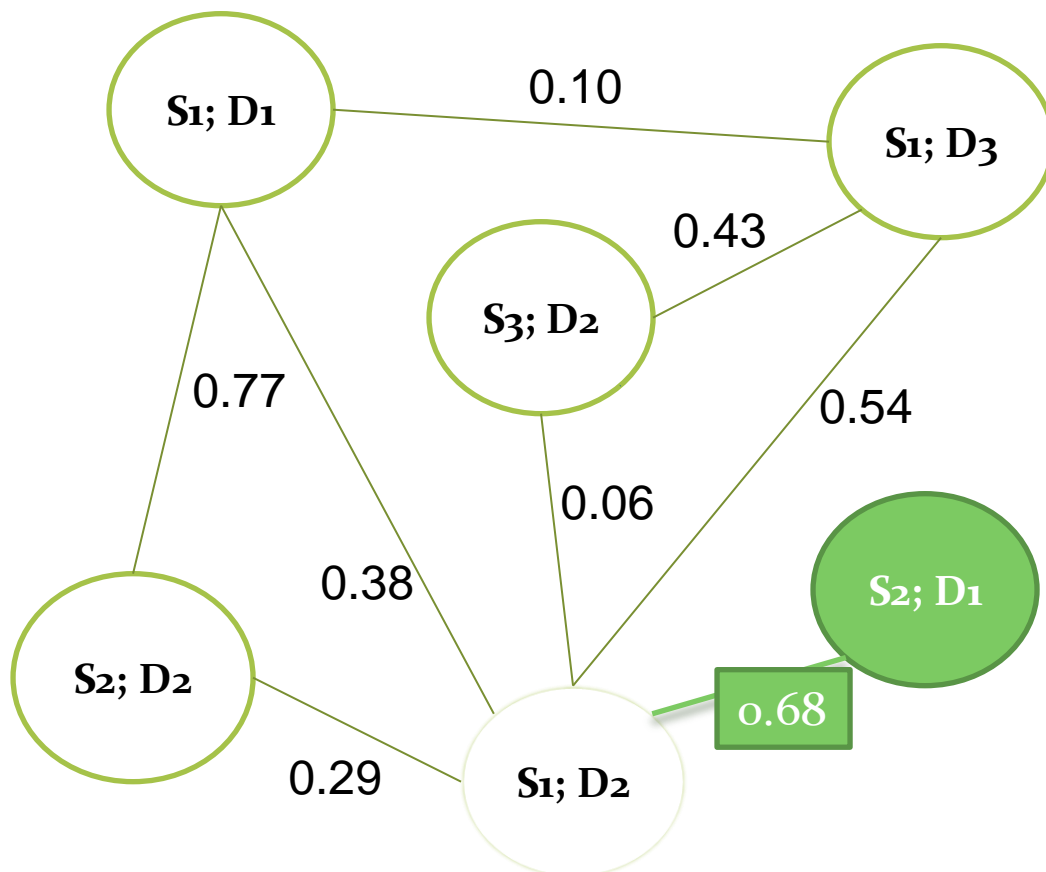 0.10
S1; D1
S1; D3
0.43
S3; D2
0.77
0.54
0.06
0.38
S2; D1
S2; D2
0.68
0.29
S1; D2